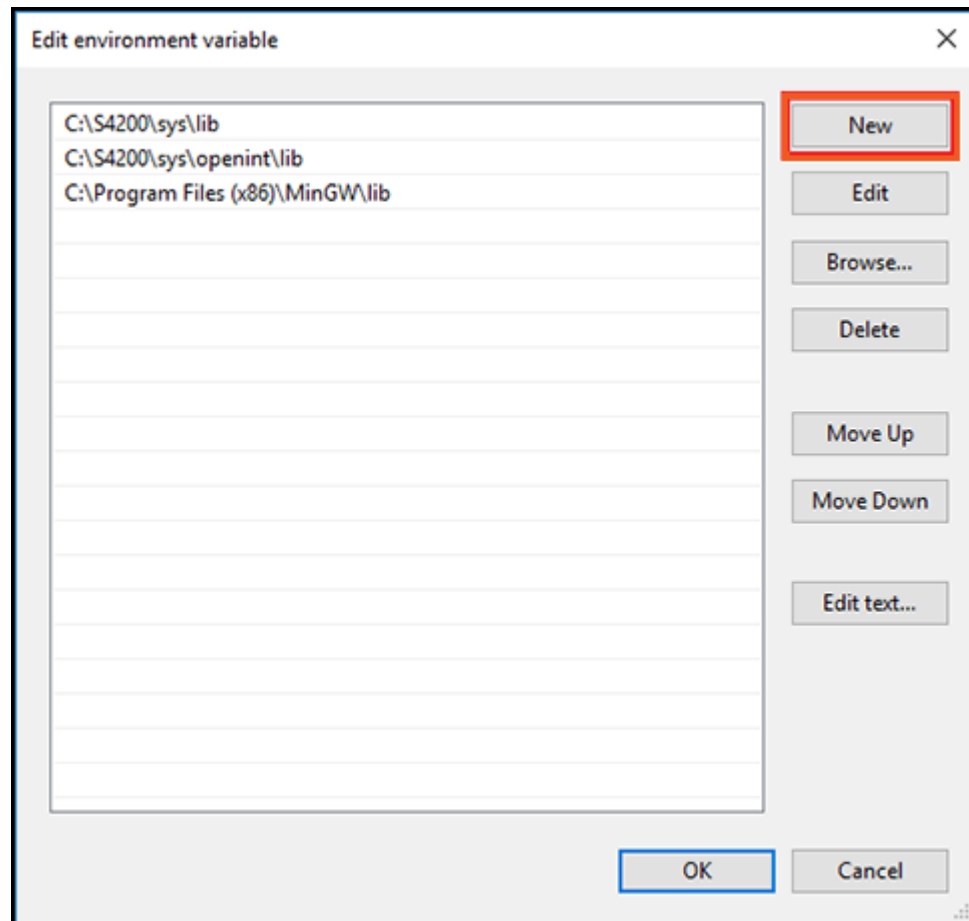 Edit environment variable
C:\S4200\sys\lib
C:\S4200\sys\openint\lib
C:\Program Files (x86)\MinGW\lib
New
Edit
Browse...
Delete
Move Up
Move Down
Edit text...
OK
Cancel